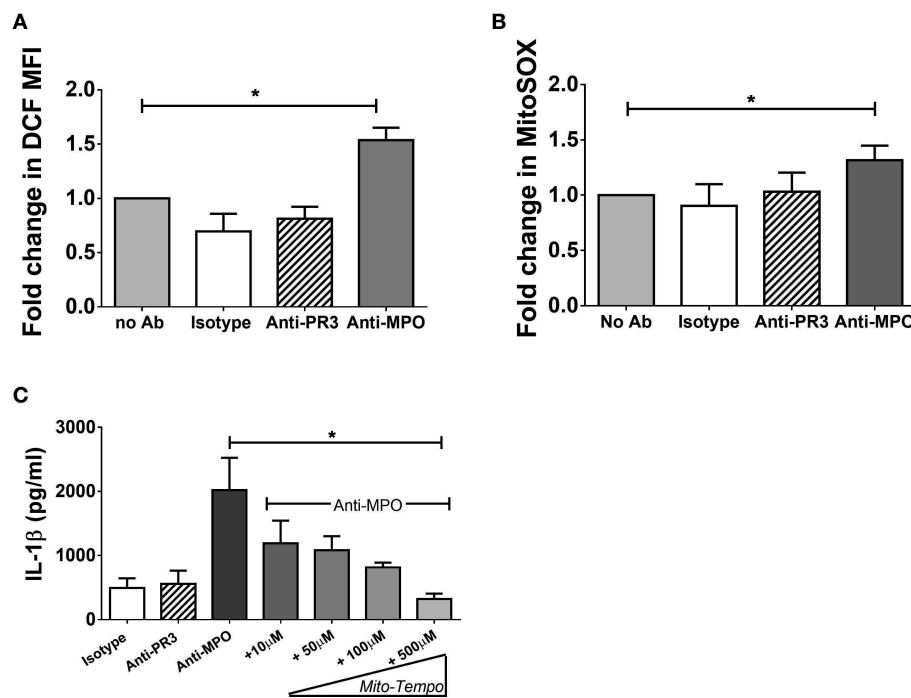 A
Fold change in DCF MFI
2.0
1.5
1.0
0.5
0.0
*
no Ab Isotype Anti-PR3 Anti-MPO
B
Fold change in MitoSOX
2.0
1.5
1.0
0.5
0.0
*
No Ab Isotype Anti-PR3 Anti-MPO
C
IL-1β (pg/ml)
3000
2000
1000
0
*
Anti-MPO
Isotype Anti-PR3 Anti-MPO +10μM + 50μM + 100μM + 500μM
Mito-Tempo